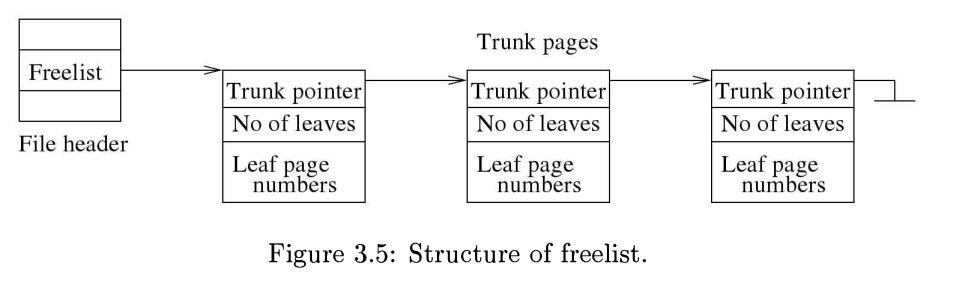 Trunk pages
Freelist
File header
Trunk pointer
No of leaves
Leaf page
numbers
Trunk pointer
No of leaves
Leaf page
numbers
Trunk pointer
No of leaves
Leaf page
numbers
Figure 3.5: Structure of freelist.